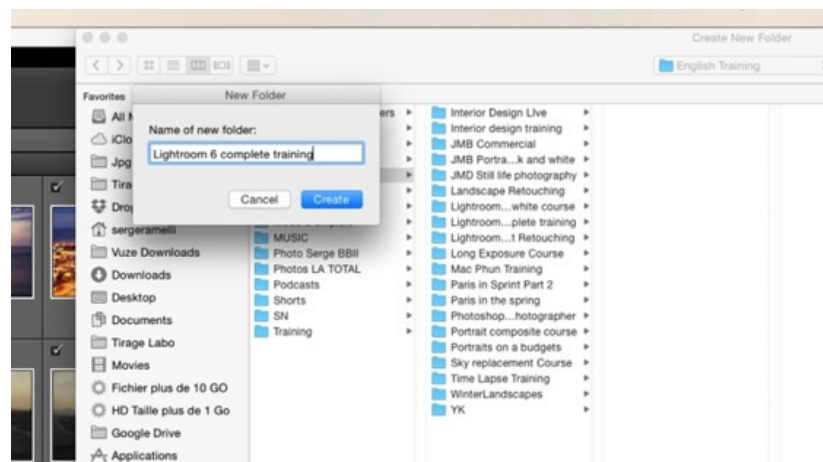 Create New Folder
English Training
Favorites
New Folder
Name of new folder:
Lightroom 6 complete training
Cancel
Create
All
iClo
Jpg
Tira
Drop
sergeramelli
Vuze Downloads
Downloads
Desktop
Documents
Tirage Labo
Movies
Fichier plus de 10 GO
HD Taille plus de 1 Go
Google Drive
Applications
ers
MUSIC
Photo Serge BBII
Photos LA TOTAL
Podcasts
Shorts
SN
Training
Interior Design LIve
Interior design training
JMB Commercial
JMB Portra...k and white
JMD Still life photography
Landscape Retouching
Lightroom...white course
Lightroom...plete training
Lightroom...t Retouching
Long Exposure Course
Mac Phun Training
Paris in Sprint Part 2
Paris in the spring
Photoshop...hotographer
Portrait composite course
Portraits on a budgets
Sky replacement Course
Time Lapse Training
WinterLandscapes
YK